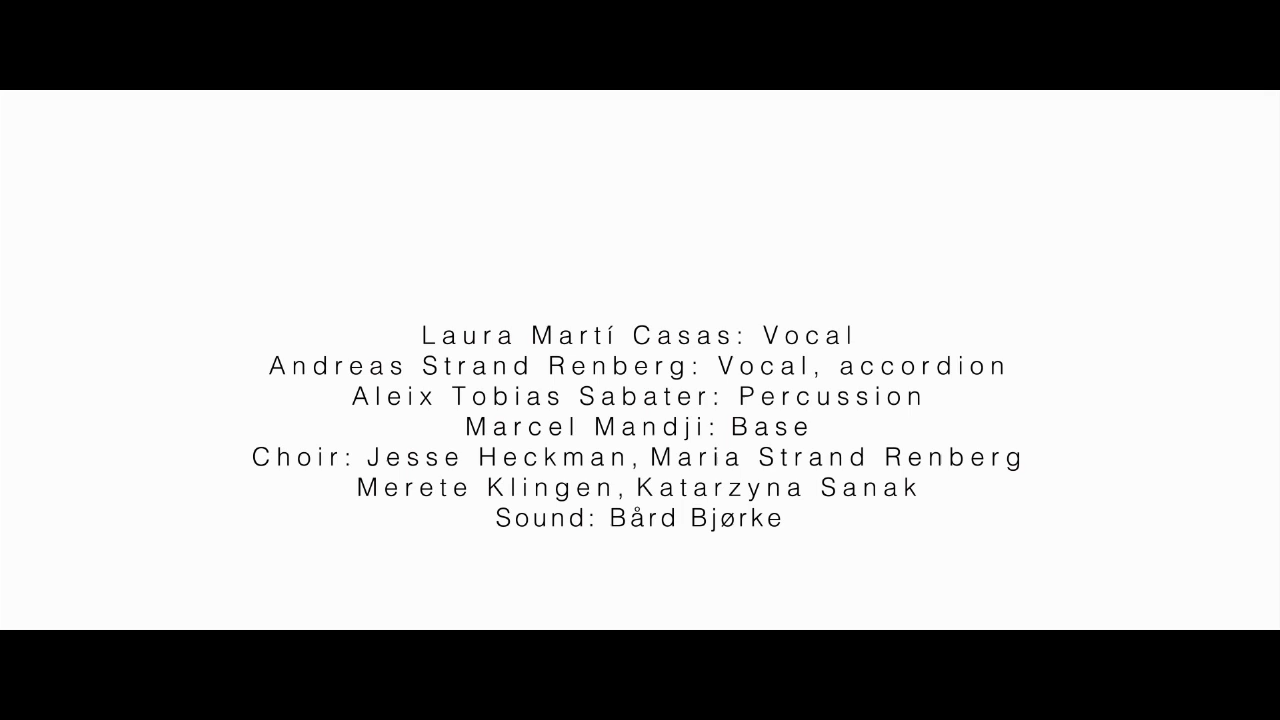 Laura Martí Casas: Vocal
Andreas Strand Renberg: Vocal, accordion
Aleix Tobias Sabater: Percussion
Marcel Mandji: Base
Choir: Jesse Heckman, Maria Strand Renberg
Merete Klingen, Katarzyna Sanak
Sound: Bård Bjørke